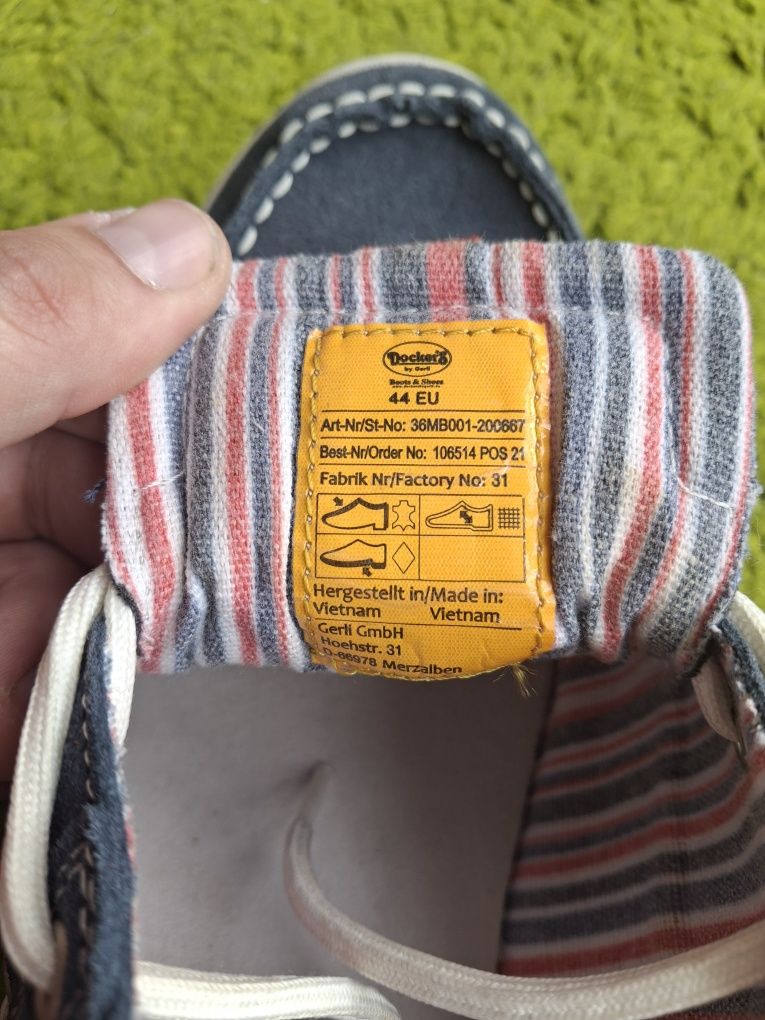 Docker's
by Gerli
Boots & Shoes
44 EU
Art-Nr/St-No: 36MB001-200667
Best-Nr/Order No: 106514 POS 21
Fabrik Nr/Factory No: 31
Hergestellt in/Made in:
Vietnam Vietnam
Gerli GmbH
Hoehstr. 31
D-66978 Merzalben